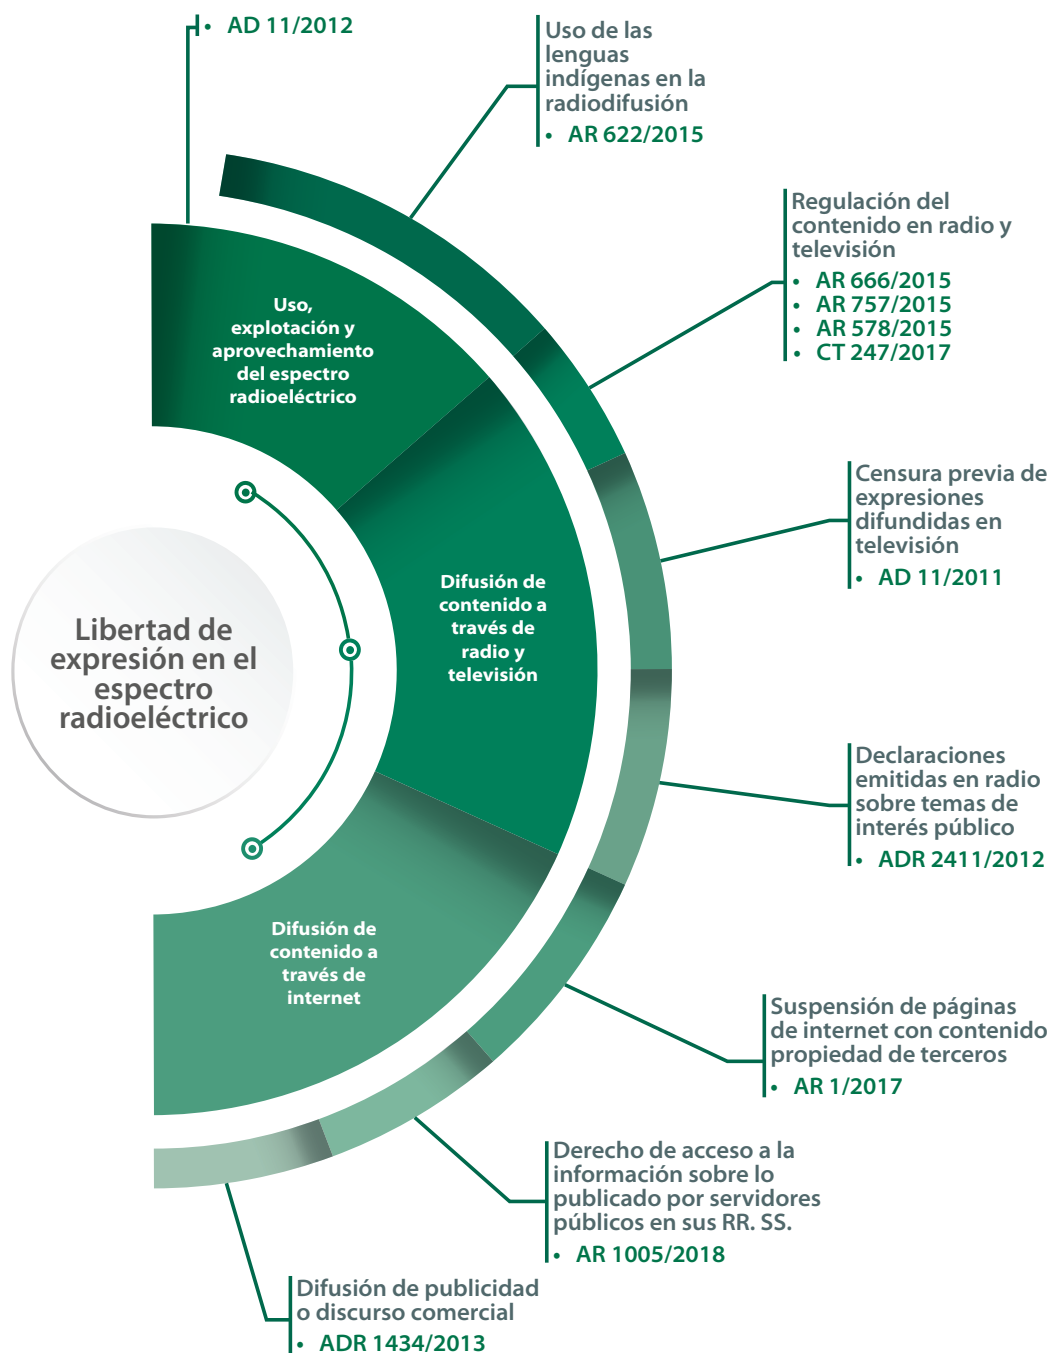 • AD 11/2012
Uso de las
lenguas
indígenas en la
radiodifusión
• AR 622/2015
Regulación del
contenido en radio y
televisión
• AR 666/2015
• AR 757/2015
• AR 578/2015
• CT 247/2017
Uso,
explotación y
aprovechamiento
del espectro
radioeléctrico
Censura previa de
expresiones
difundidas en
televisión
• AD 11/2011
Difusión de
contenido a
través de
radio y
televisión
Libertad de
expresión en el
espectro
radioeléctrico
Declaraciones
emitidas en radio
sobre temas de
interés público
• ADR 2411/2012
Difusión de
contenido a
través de
internet
Suspensión de páginas
de internet con contenido
propiedad de terceros
• AR 1/2017
Derecho de acceso a la
información sobre lo
publicado por servidores
públicos en sus RR. SS.
• AR 1005/2018
Difusión de publicidad
o discurso comercial
• ADR 1434/2013